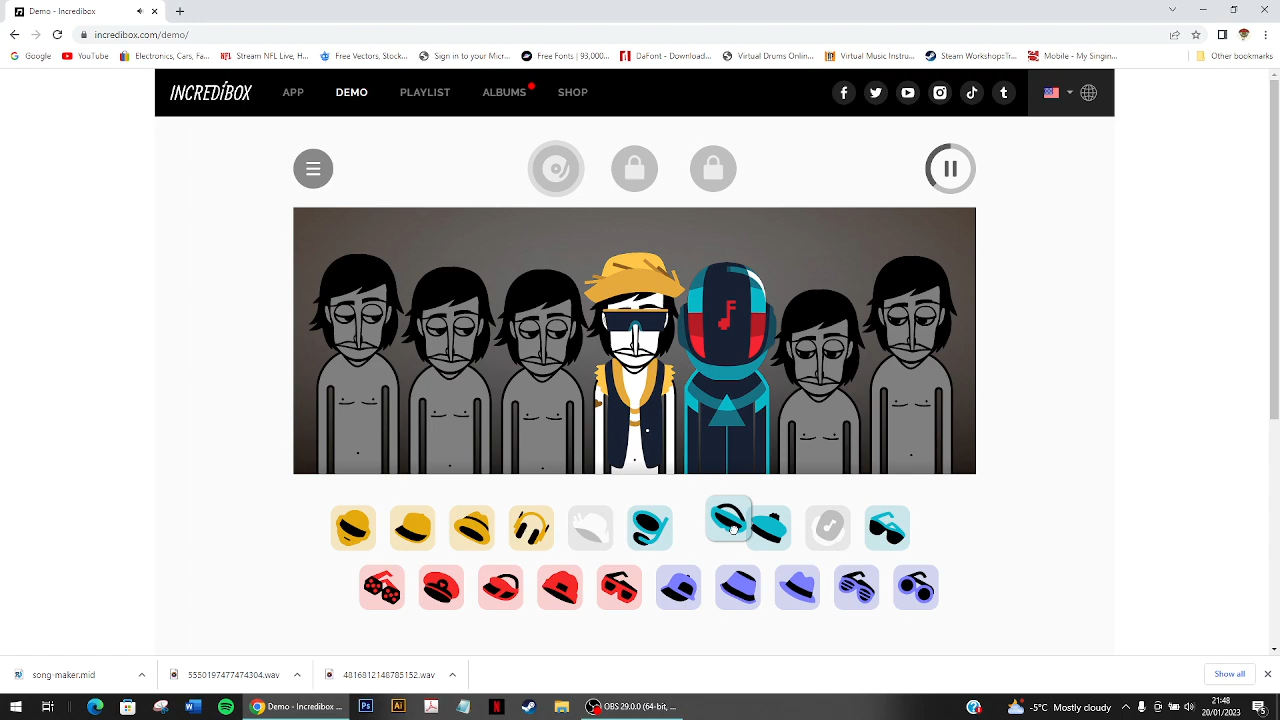 Demo - Incredibox
incredibox.com/demo/
Google YouTube Electronics, Cars, Fa... Stream NFL Live, H... Free Vectors, Stock... Sign in to your Micr... Free Fonts | 93,000... DaFont - Download... Virtual Drums Onlin... Virtual Music Instru... Steam Workshop::Tr... Mobile - My Singin... Other bookmarks
INCREDIBOX APP DEMO PLAYLIST ALBUMS SHOP
song-maker.mid 5550197477474304.wav 4816812148785152.wav Show all
Demo - Incredibox ... OBS 29.0.0 (64-bit, ... -5°C Mostly cloudy 21:48
20/01/2023